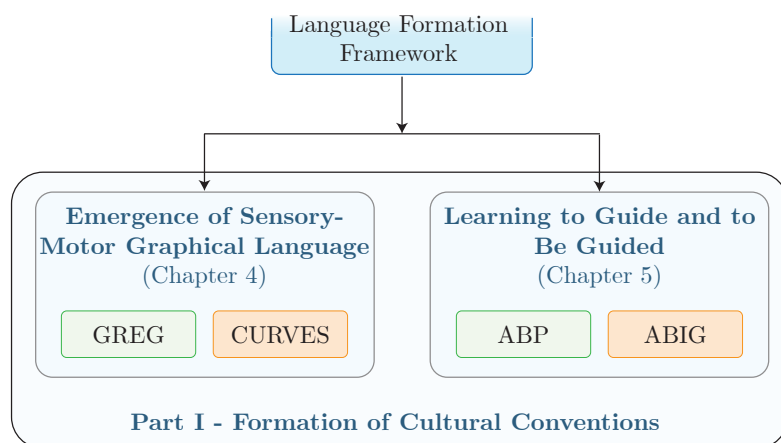 Language Formation
Framework
Emergence of Sensory-
Motor Graphical Language
(Chapter 4)
GREG
CURVES
Learning to Guide and to
Be Guided
(Chapter 5)
ABP
ABIG
Part I - Formation of Cultural Conventions